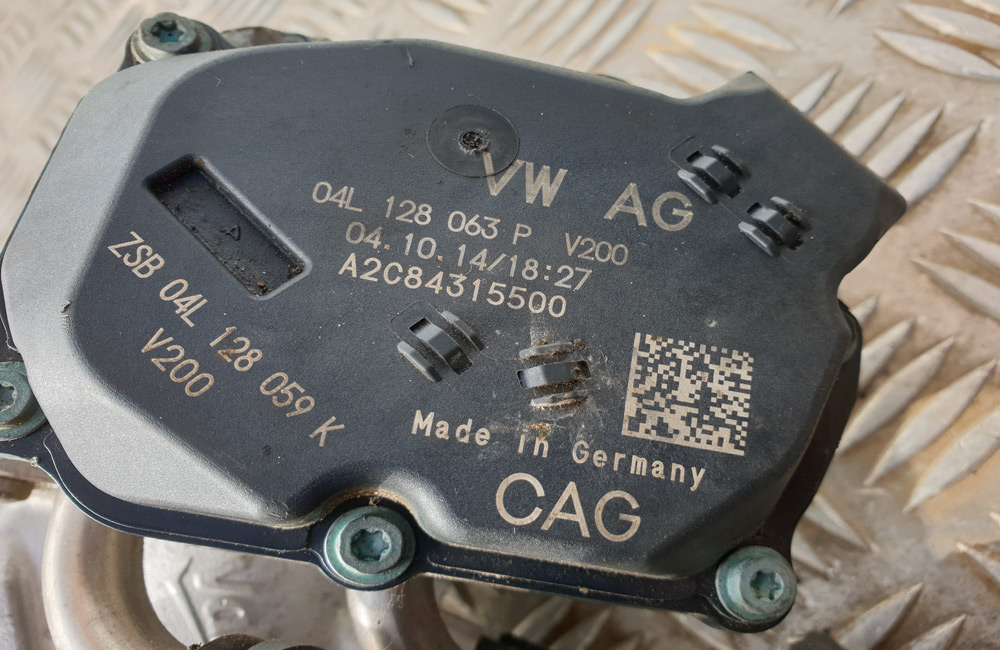 VW AG
04L 128 063 P V200
04.10.14/18:27
A2C84315500
A
ZSB 04L 128 059 K
V200
Made in Germany
CAG